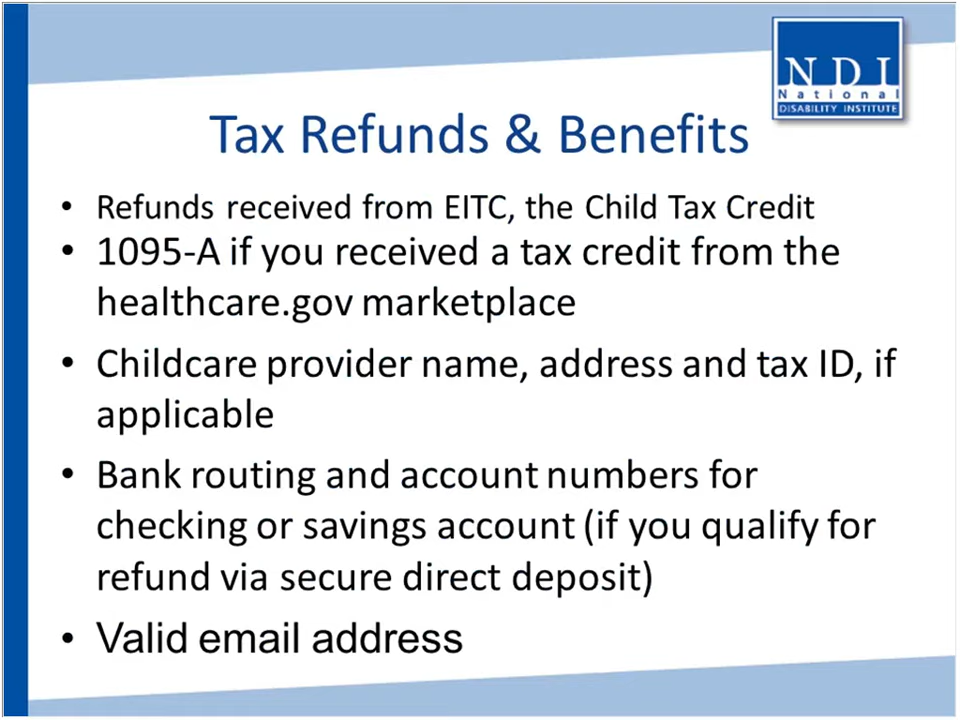 NDI
National
DISABILITY INSTITUTE
Tax Refunds & Benefits
• Refunds received from EITC, the Child Tax Credit
• 1095-A if you received a tax credit from the
healthcare.gov marketplace
• Childcare provider name, address and tax ID, if
applicable
• Bank routing and account numbers for
checking or savings account (if you qualify for
refund via secure direct deposit)
• Valid email address